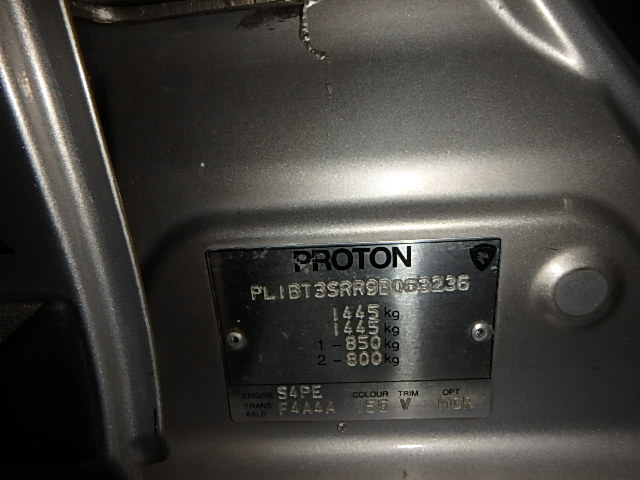 PROTON
PL1BT3SRR9B063236
1445 kg
1445 kg
1 - 850 kg
2 - 800 kg
ENGINE S4PE COLOUR TRIM OPT
TRANS AXLE F4A4A V